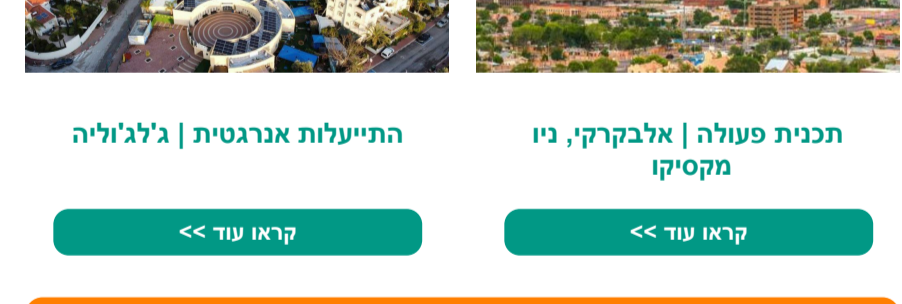 תכנית פעולה | אלבקרקי, ניו
מקסיקו
קראו עוד >>
התייעלות אנרגטית | ג'לג'וליה
קראו עוד >>